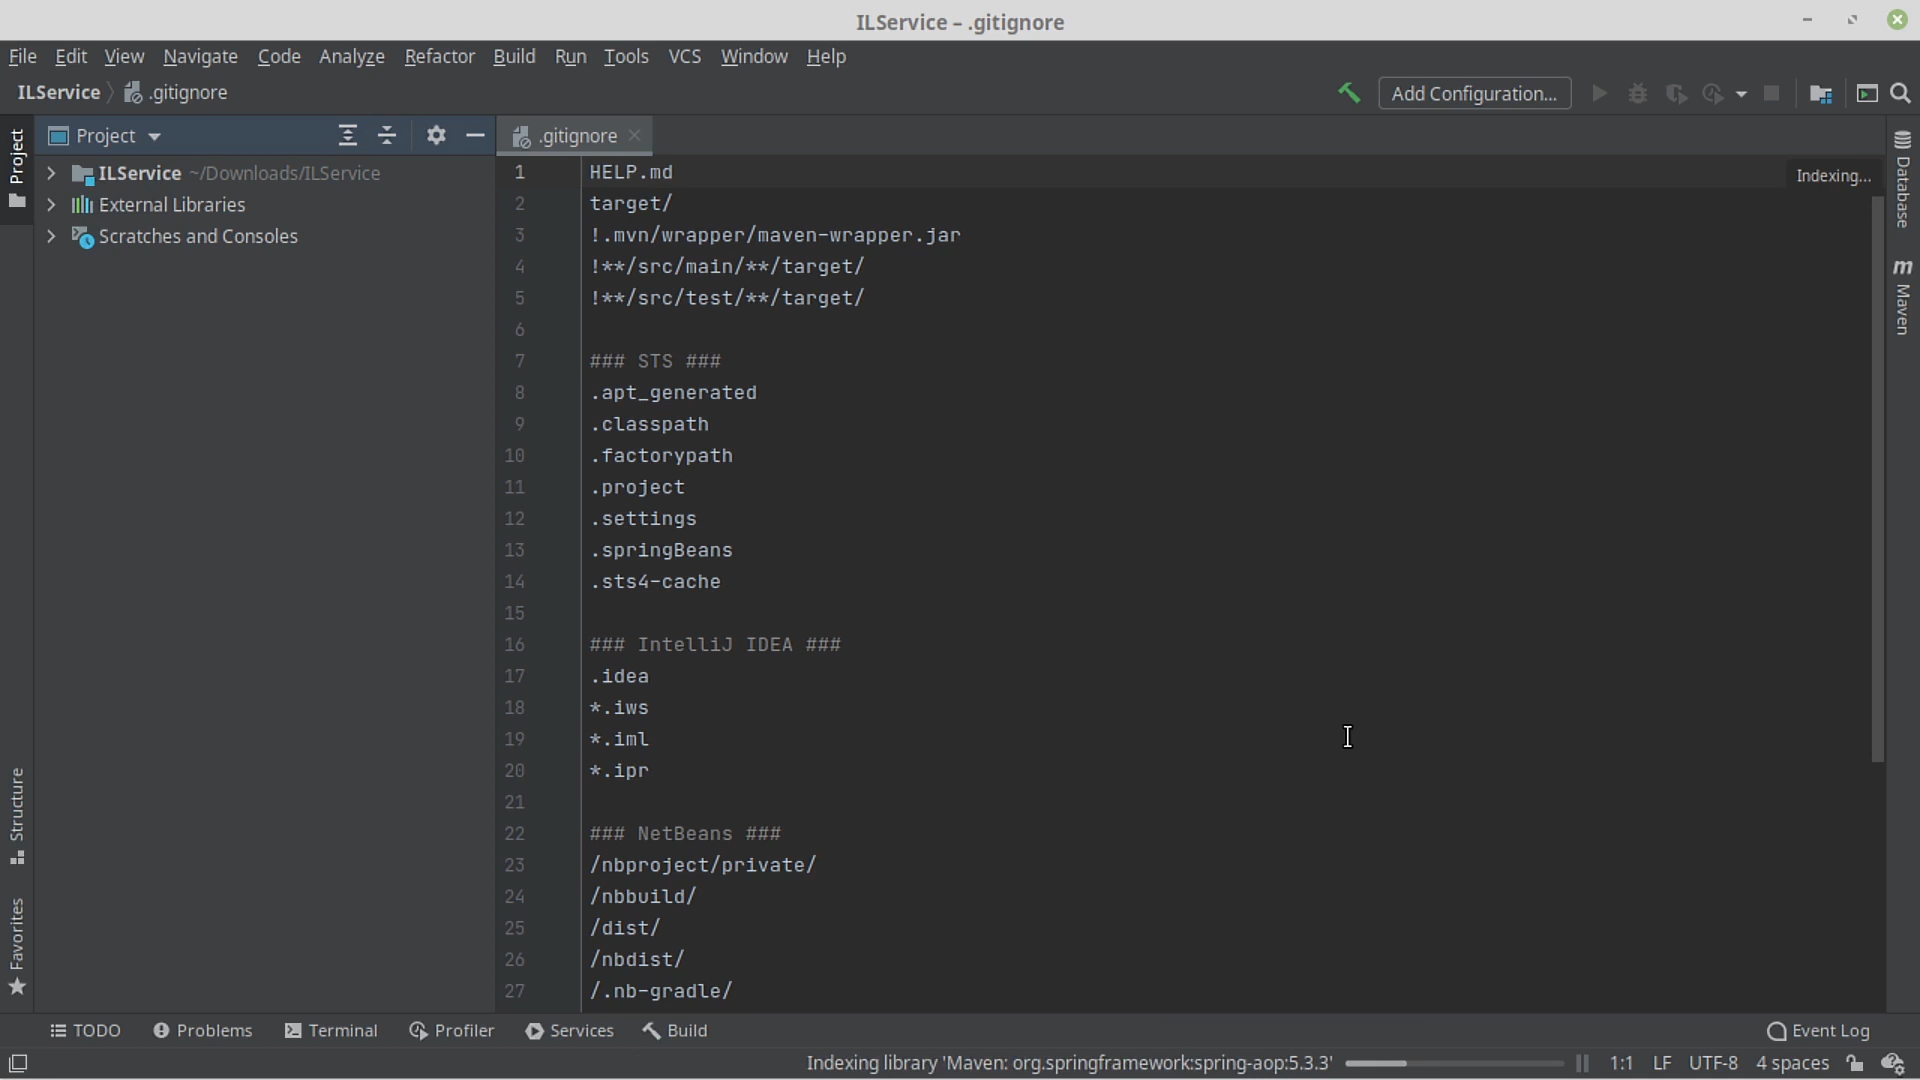 ILService – .gitignore
File Edit View Navigate Code Analyze Refactor Build Run Tools VCS Window Help
ILService .gitignore Add Configuration...
Project
Project
.gitignore
ILService ~/Downloads/ILService
External Libraries
Scratches and Consoles
1 HELP.md
Indexing...
2 target/
3 !.mvn/wrapper/maven-wrapper.jar
4 !**/src/main/**/target/
5 !**/src/test/**/target/
6
7 ### STS ###
8 .apt_generated
9 .classpath
10 .factorypath
11 .project
12 .settings
13 .springBeans
14 .sts4-cache
15
16 ### IntelliJ IDEA ###
17 .idea
18 *.iws
19 *.iml
20 *.ipr
21
22 ### NetBeans ###
23 /nbproject/private/
24 /nbbuild/
25 /dist/
26 /nbdist/
27 /.nb-gradle/
Structure
Favorites
Database
m Maven
TODO Problems Terminal Profiler Services Build Event Log
Indexing library 'Maven: org.springframework:spring-aop:5.3.3' 1:1 LF UTF-8 4 spaces